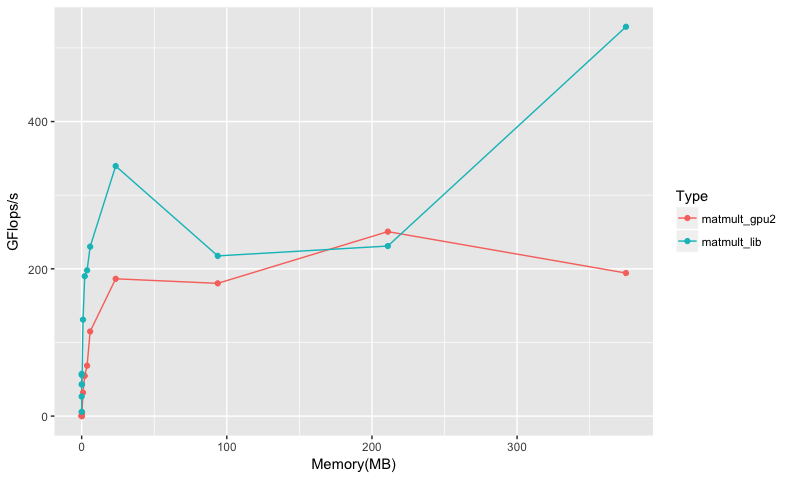 400
200
0
GFlops/s
0
100
200
300
Memory(MB)
Type
matmult_gpu2
matmult_lib